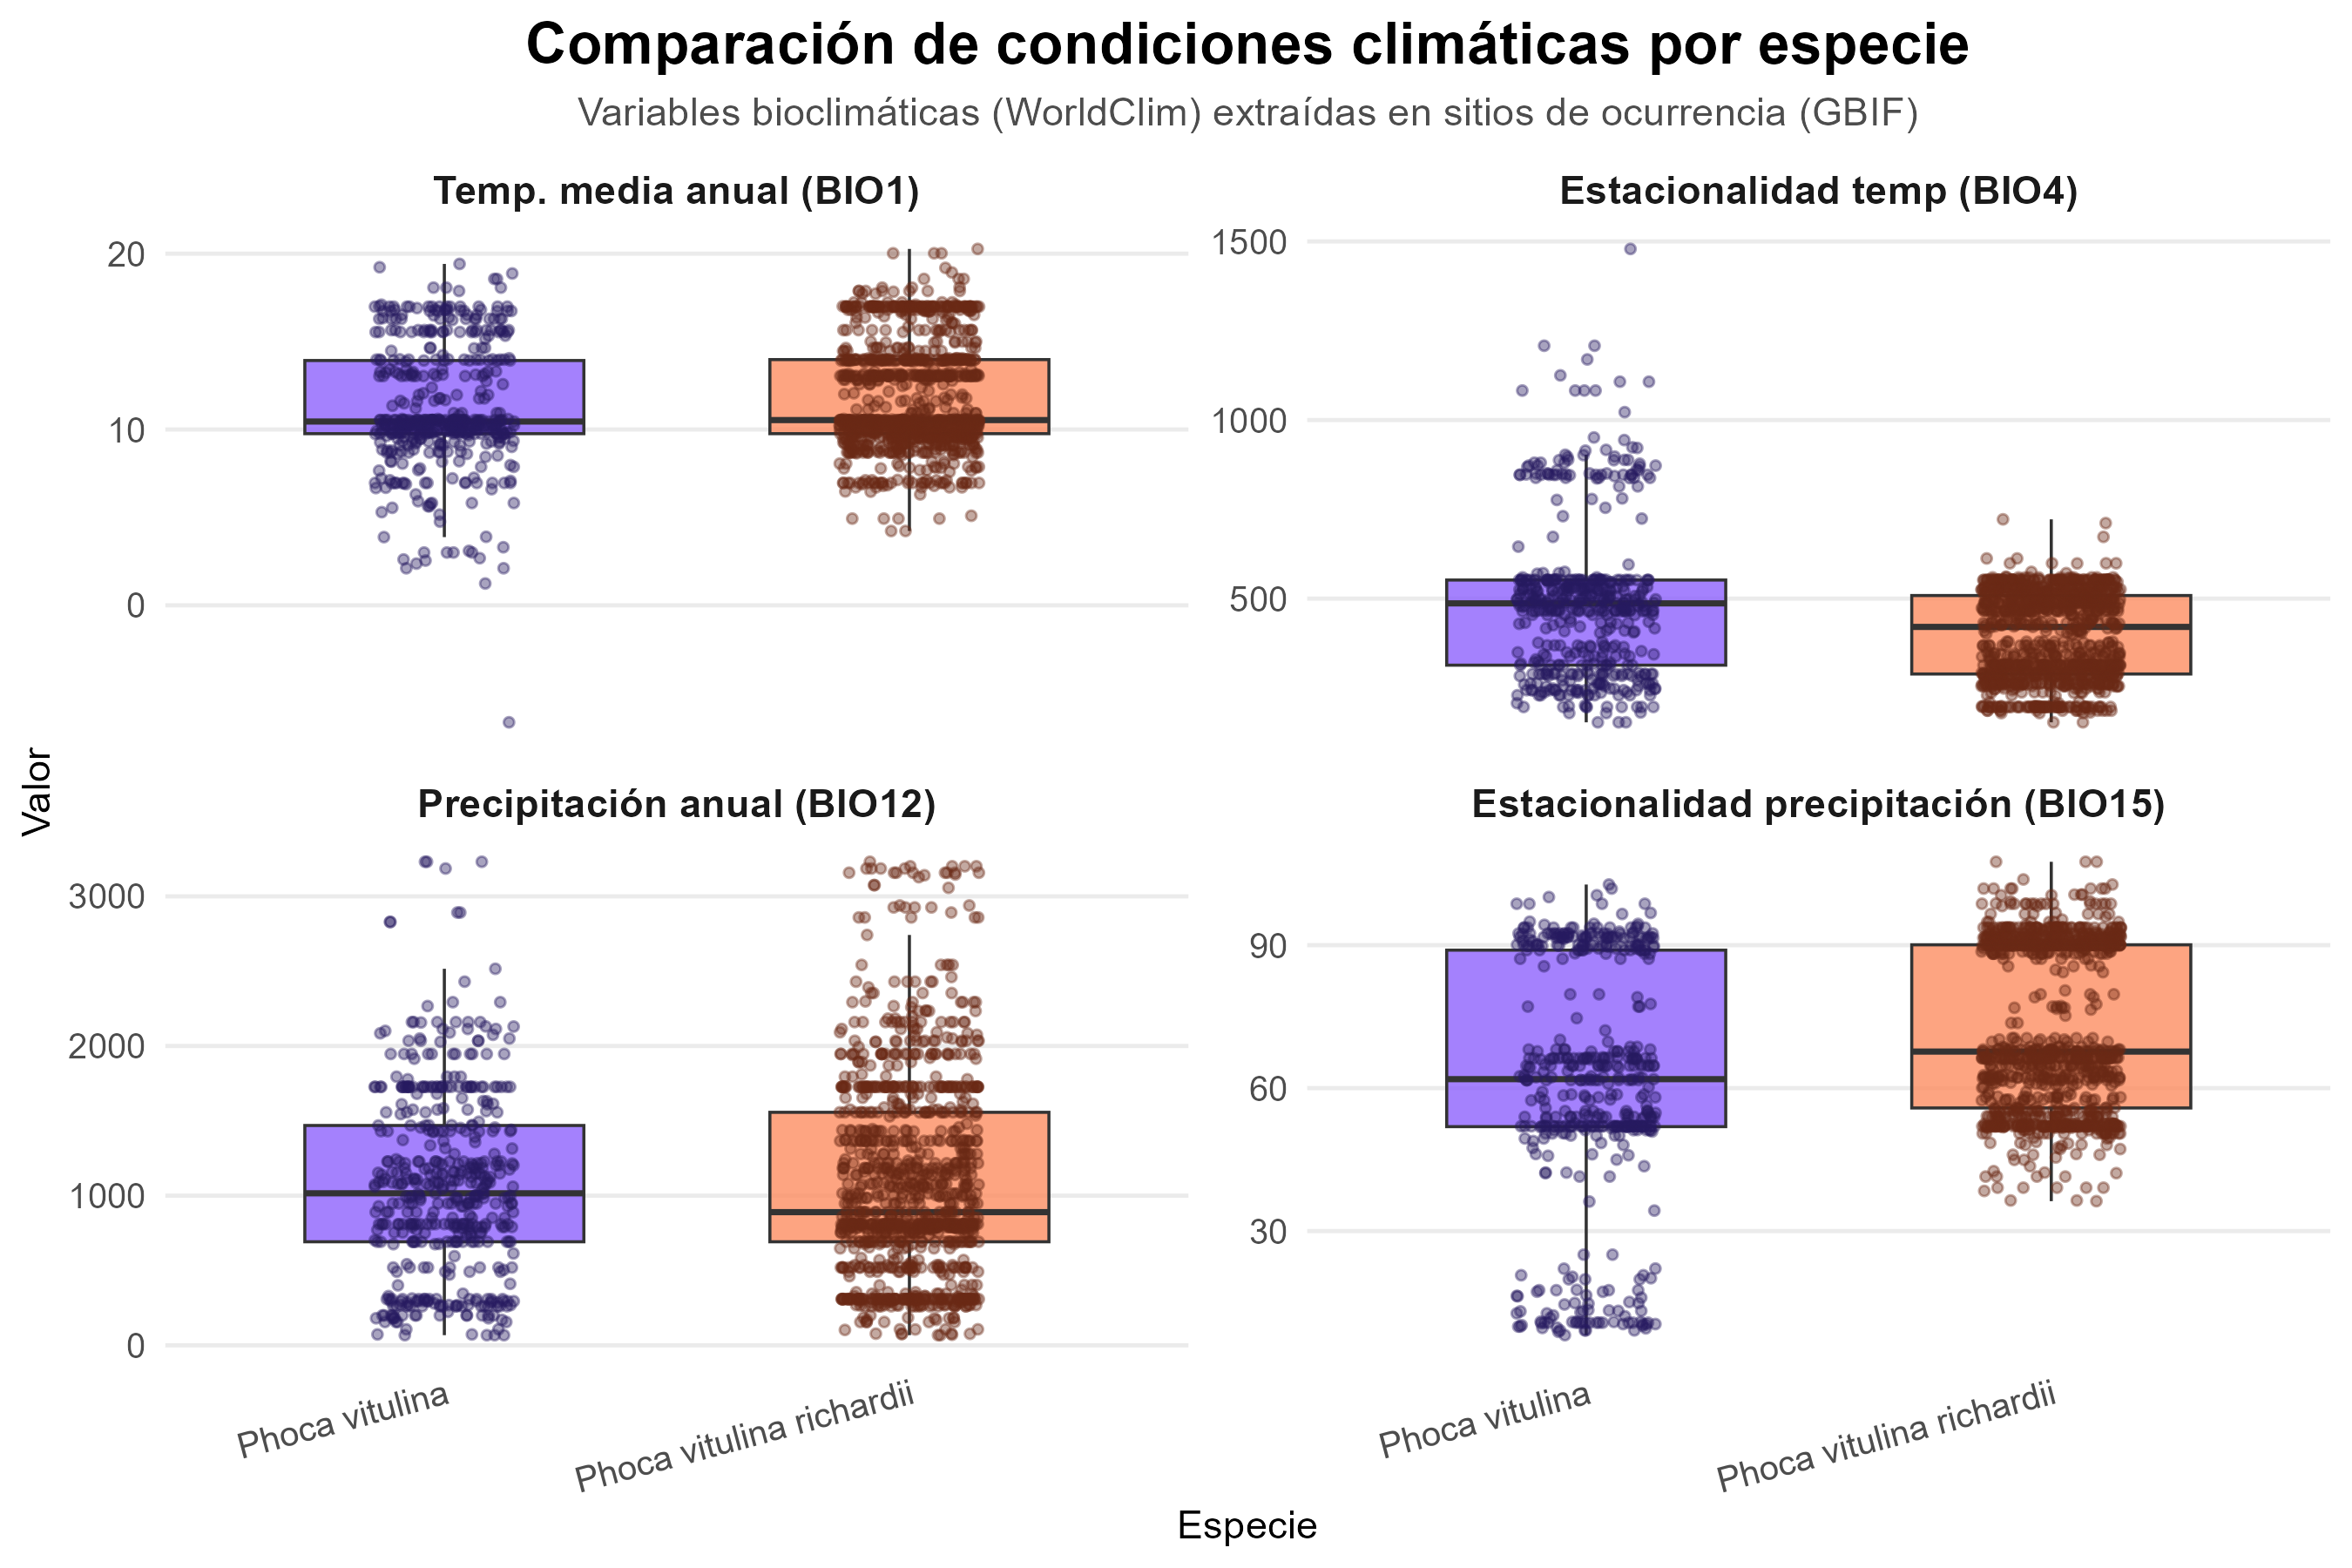 Comparación de condiciones climáticas por especie
Variables bioclimáticas (WorldClim) extraídas en sitios de ocurrencia (GBIF)
Temp. media anual (BIO1)
20
10
0
Estacionalidad temp (BIO4)
1500
1000
500
Valor
Precipitación anual (BIO12)
3000
2000
1000
0
Phoca vitulina
Phoca vitulina richardii
Estacionalidad precipitación (BIO15)
90
60
30
Phoca vitulina
Phoca vitulina richardii
Especie